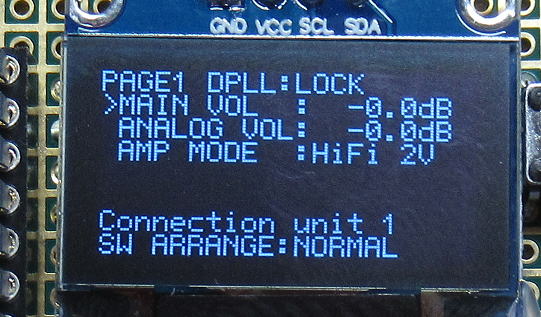 GND VCC SCL SDA
PAGE1 DPLL:LOCK
>MAIN VOL  :  -0.0dB
ANALOG VOL:  -0.0dB
AMP MODE  :HiFi 2V
Connection unit 1
SW ARRANGE:NORMAL